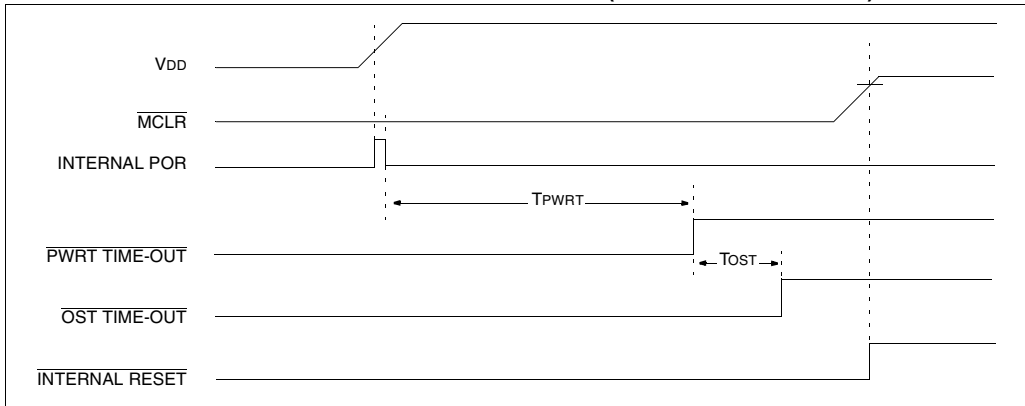 VDD
MCLR
INTERNAL POR
TPWRT
PWRT TIME-OUT
TOST
OST TIME-OUT
INTERNAL RESET